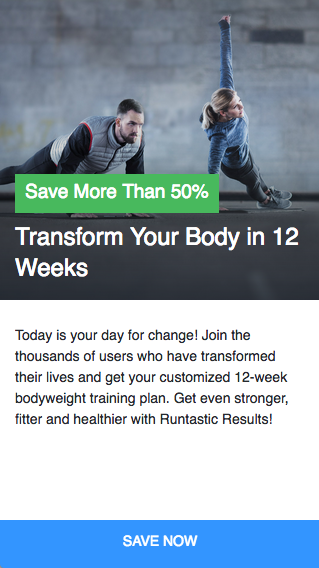 Save More Than 50%
Transform Your Body in 12
Weeks
Today is your day for change! Join the
thousands of users who have transformed
their lives and get your customized 12-week
bodyweight training plan. Get even stronger,
fitter and healthier with Runtastic Results!
SAVE NOW